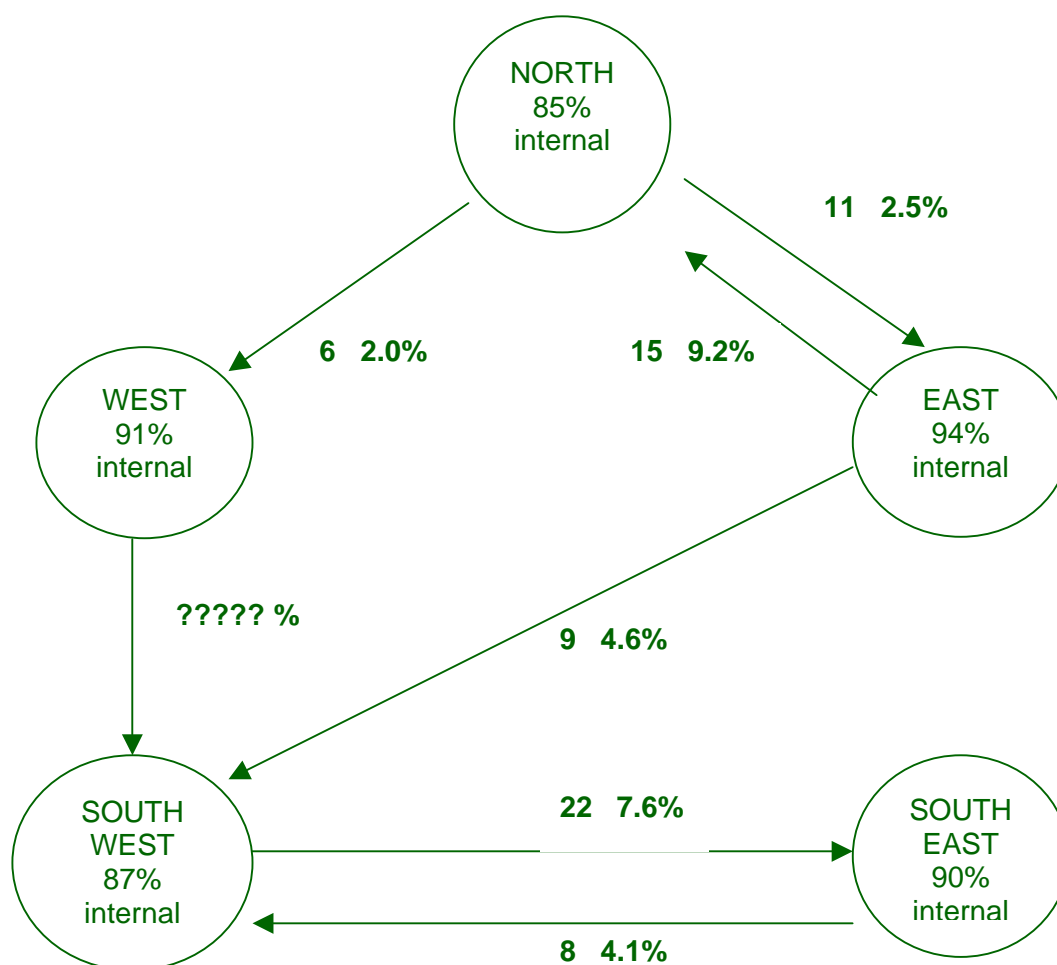 NORTH
85%
internal
11 2.5%
6 2.0%
15 9.2%
WEST
91%
internal
EAST
94%
internal
????? %
9 4.6%
SOUTH
WEST
87%
internal
22 7.6%
SOUTH
EAST
90%
internal
8 4.1%